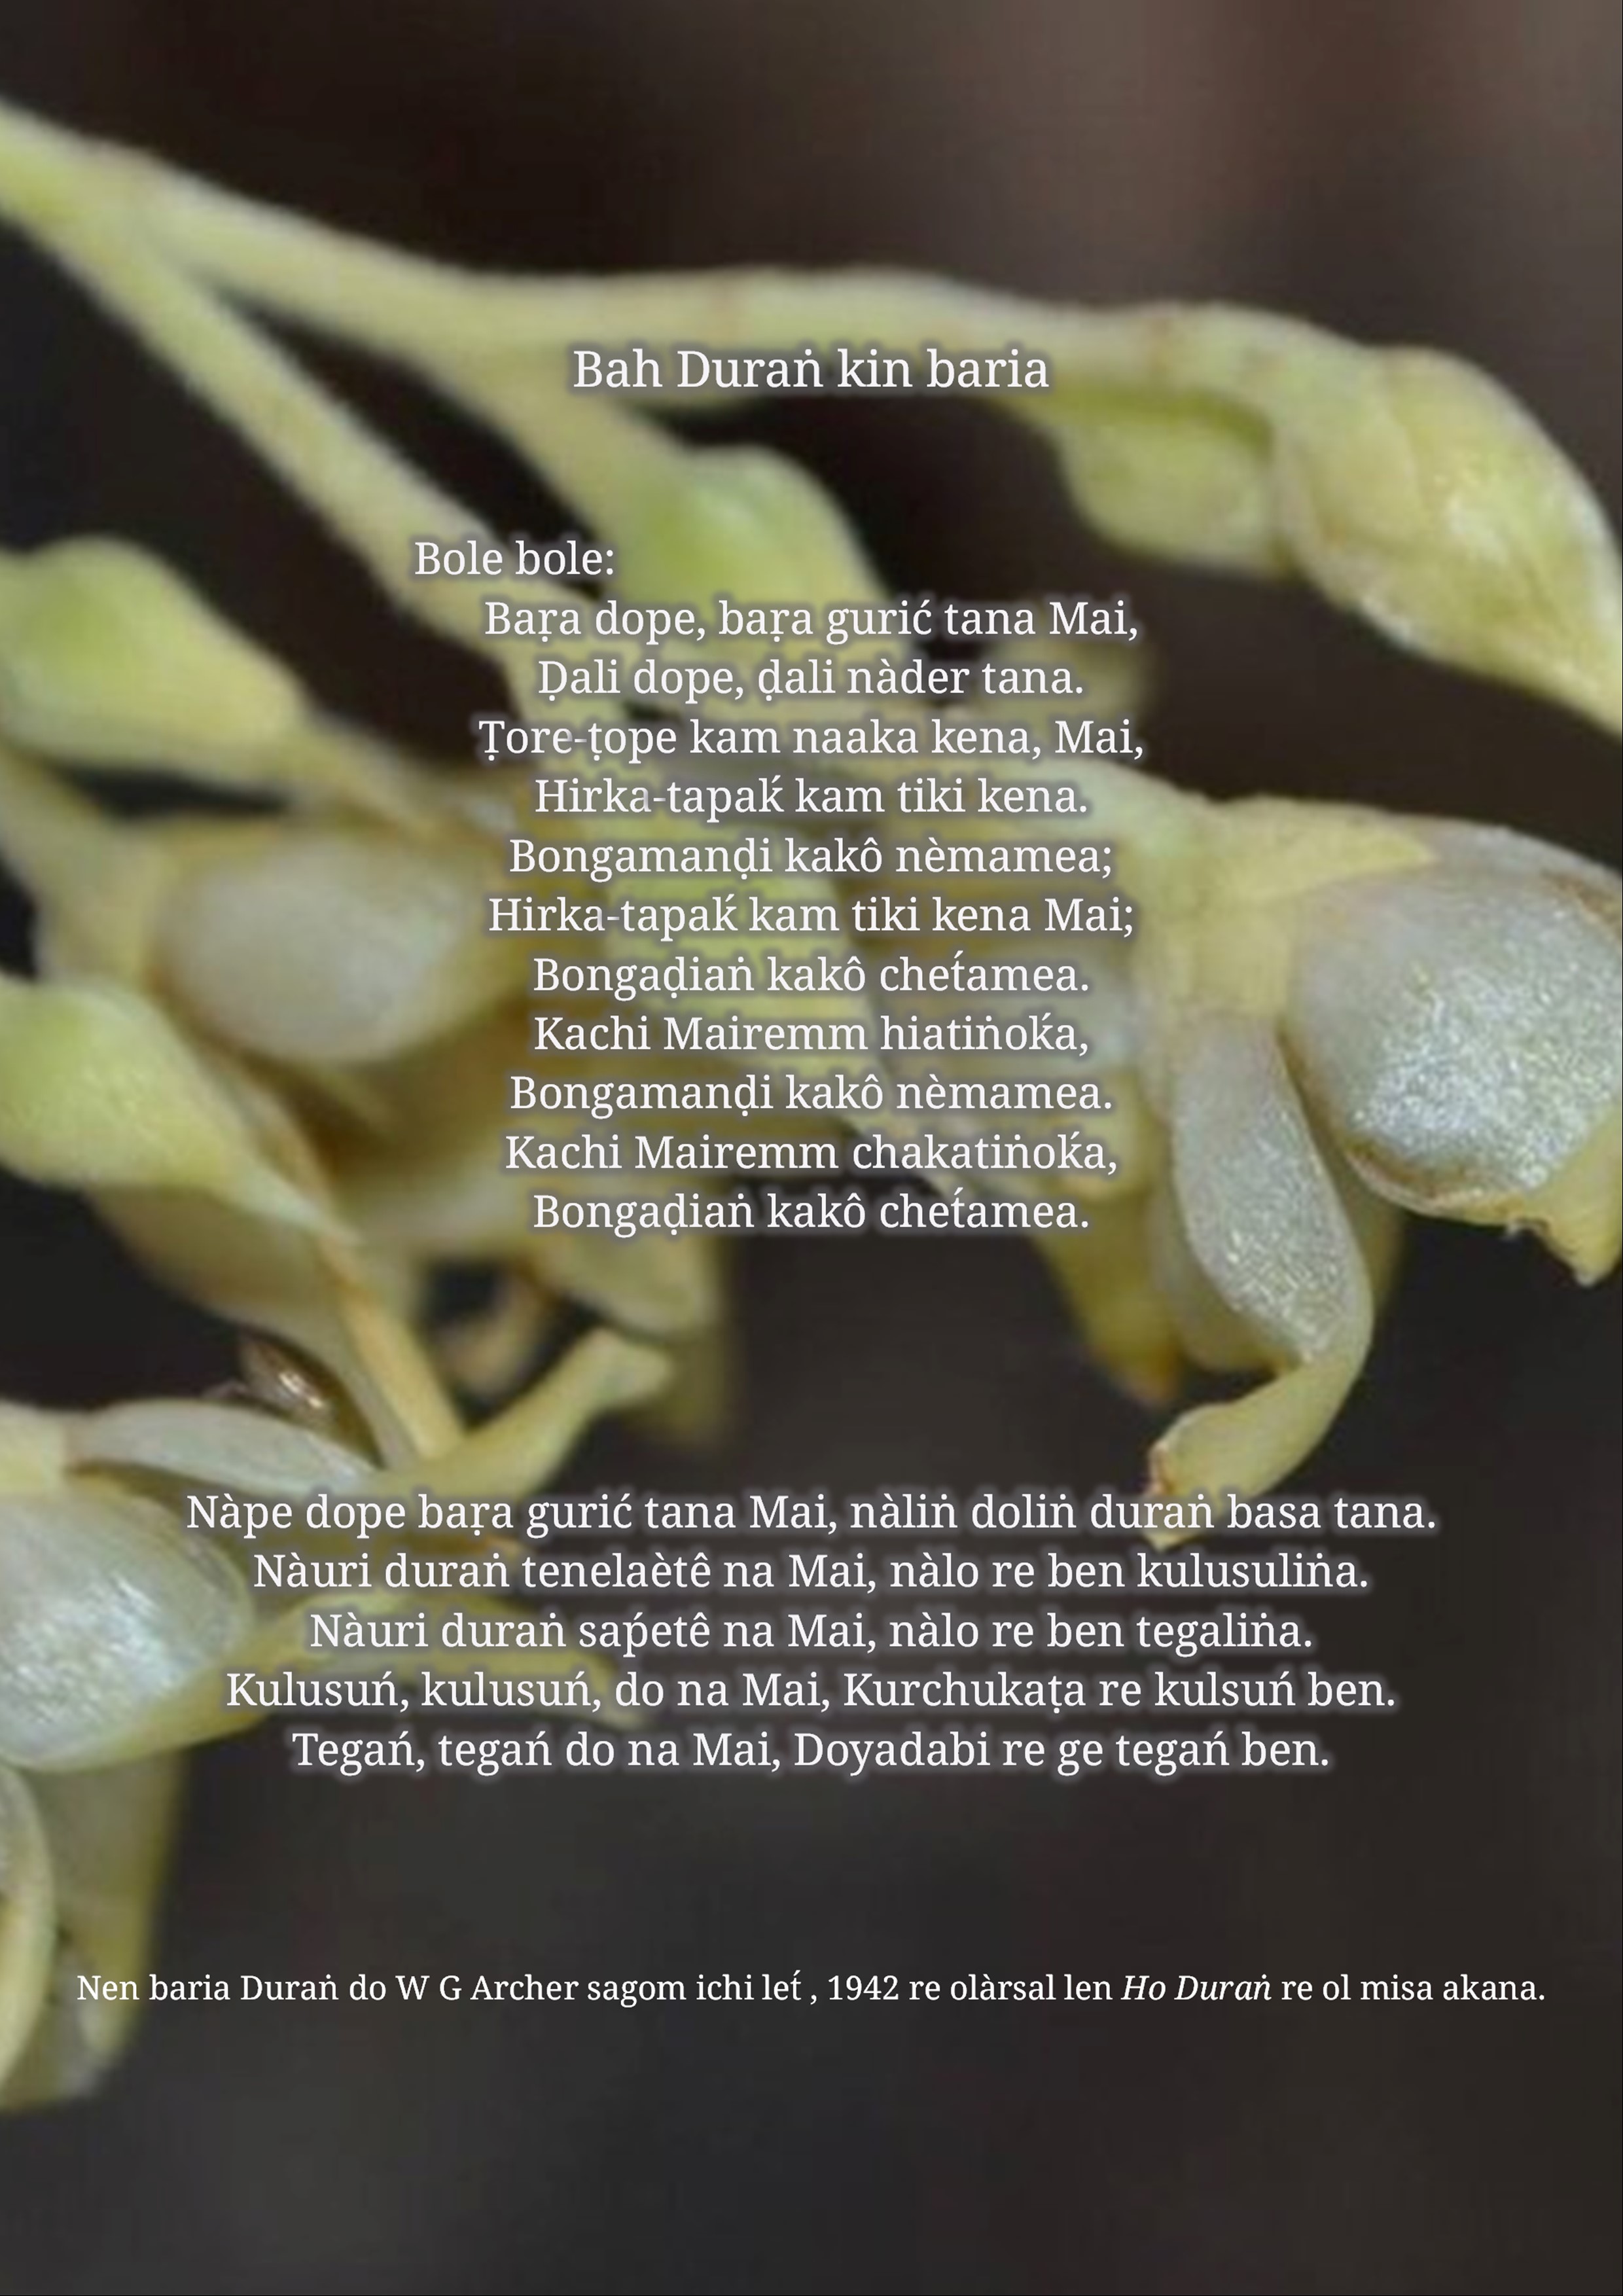 Bah Duraṅ kin baria
Bole bole:
Baṛa dope, baṛa gurić tana Mai,
Ḍali dope, ḍali nàder tana.
Ṭore-ṭope kam naaka kena, Mai,
Hirka-tapaḱ kam tiki kena.
Bongamanḍi kakô nèmamea;
Hirka-tapaḱ kam tiki kena Mai;
Bongaḍiaṅ kakô chet́amea.
Kachi Mairemm hiatiṅoḱa,
Bongamanḍi kakô nèmamea.
Kachi Mairemm chakatiṅoḱa,
Bongaḍiaṅ kakô chet́amea.
Nàpe dope baṛa gurić tana Mai, nàliṅ doliṅ duraṅ basa tana.
Nàuri duraṅ tenelaètê na Mai, nàlo re ben kulusuliṅa.
Nàuri duraṅ saṕetê na Mai, nàlo re ben tegaliṅa.
Kulusuń, kulusuń, do na Mai, Kurchukaṭa re kulsuń ben.
Tegań, tegań do na Mai, Doyadabi re ge tegań ben.
Nen baria Duraṅ do W G Archer sagom ichi let́ , 1942 re olàrsal len Ho Duraṅ re ol misa akana.